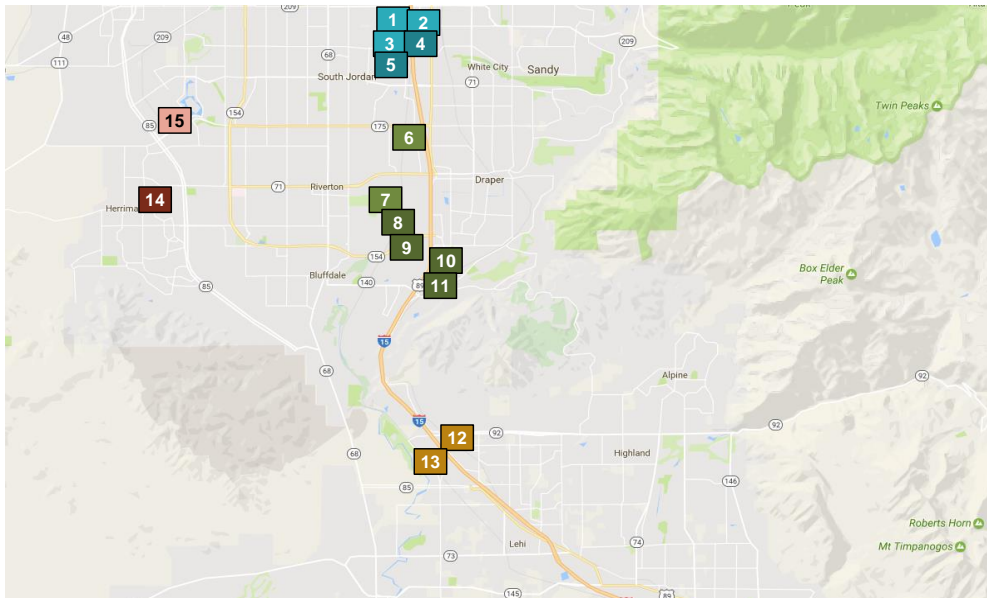 209
Peak
1
2
48
209
3
4
209
68
111
5
White City
Sandy
South Jordan
71
Twin Peaks
154
15
85
175
6
71
Riverton
Draper
14
7
Herrima
8
9
154
10
Box Elder
Peak
Bluffdale
140
89
11
85
15
68
Alpine
92
15
92
12
92
Highland
68
13
146
85
Roberts Horn
74
Lehi
Mt Timpanogos
73
145
89